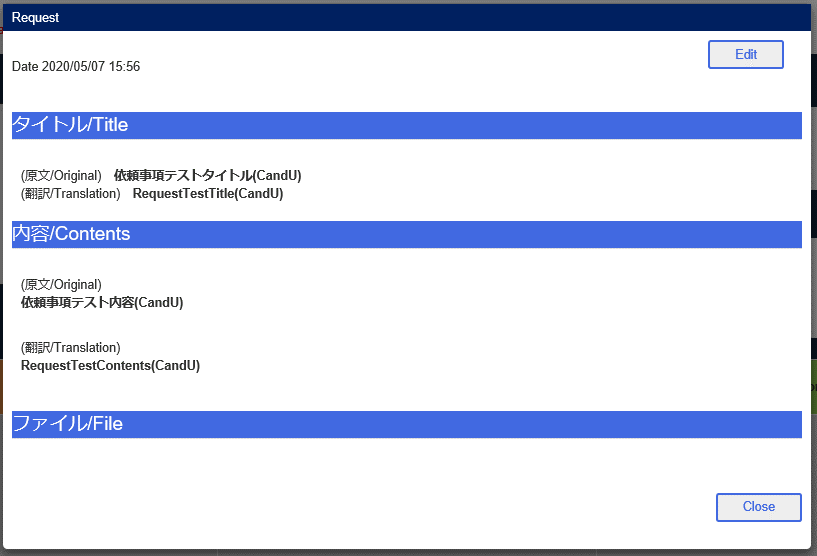 Request
Edit
Date 2020/05/07 15:56
タイトル/Title
(原文/Original) 依頼事項テストタイトル(CandU)
(翻訳/Translation) RequestTestTitle(CandU)
内容/Contents
(原文/Original)
依頼事項テスト内容(CandU)
(翻訳/Translation)
RequestTestContents(CandU)
ファイル/File
Close